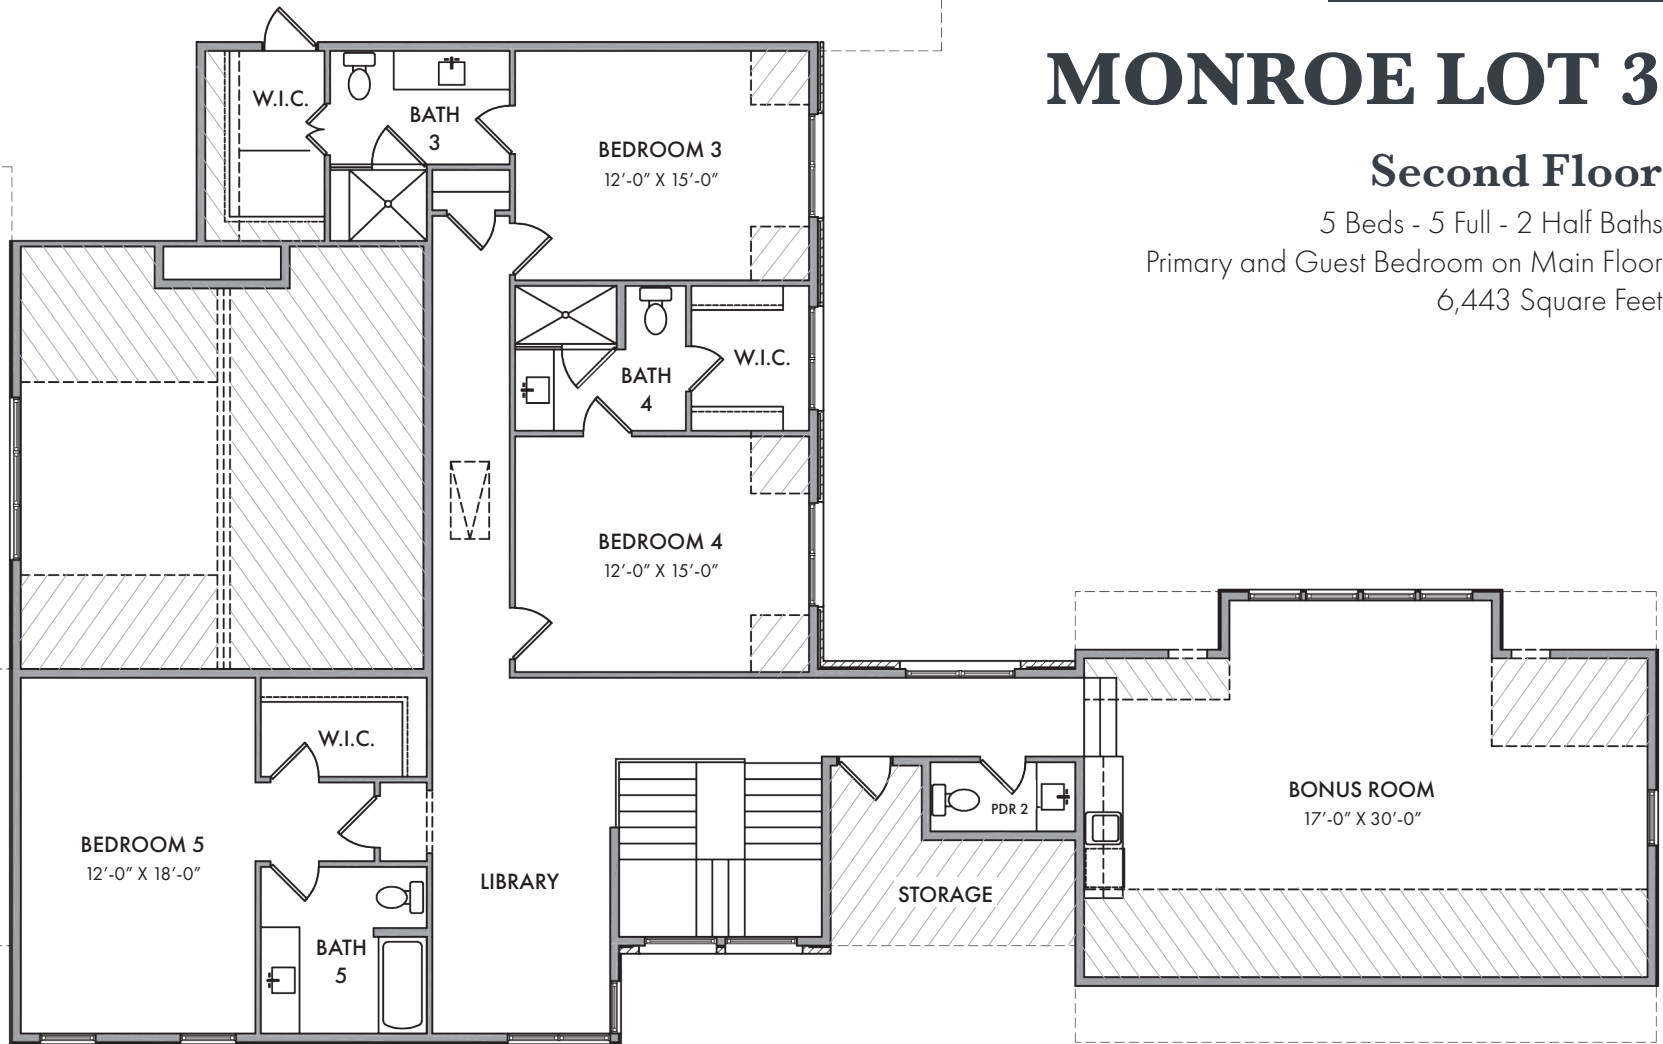 MONROE LOT 3
Second Floor
5 Beds - 5 Full - 2 Half Baths
Primary and Guest Bedroom on Main Floor
6,443 Square Feet
W.I.C.
BATH
3
BEDROOM 3
12'-0" X 15'-0"
BATH
4
W.I.C.
BEDROOM 4
12'-0" X 15'-0"
W.I.C.
BEDROOM 5
12'-0" X 18'-0"
BATH
5
LIBRARY
STORAGE
PDR 2
BONUS ROOM
17'-0" X 30'-0"